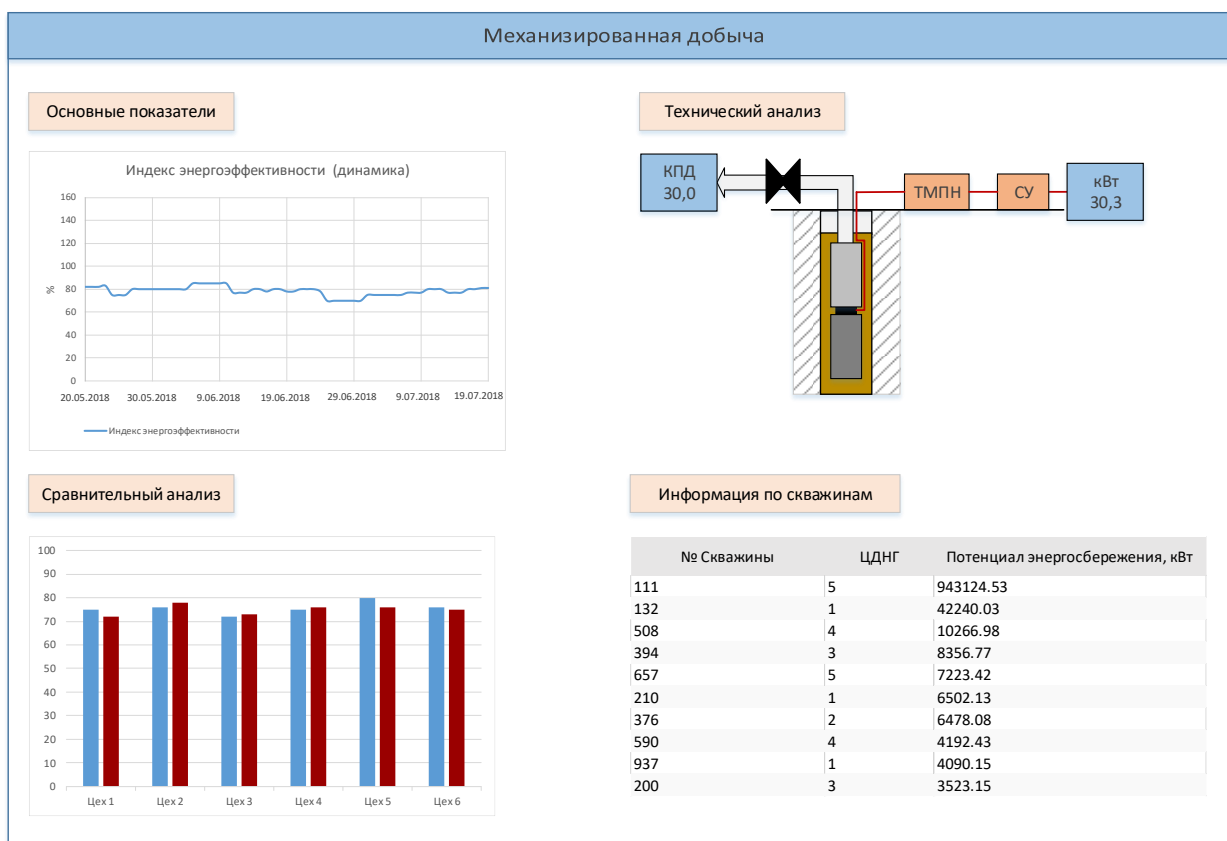 Механизированная добыча
Основные показатели
Индекс энергоэффективности (динамика)
160
140
120
100
80
60
40
20
0
%
20.05.2018 30.05.2018 9.06.2018 19.06.2018 29.06.2018 9.07.2018 19.07.2018
Индекс энергоэффективности
Технический анализ
КПД
30,0
ТМПН
СУ
кВт
30,3
Сравнительный анализ
100
90
80
70
60
50
40
30
20
10
0
Цех 1 Цех 2 Цех 3 Цех 4 Цех 5 Цех 6
Информация по скважинам
№ Скважины ЦДНГ Потенциал энергосбережения, кВт
111 5 943124.53
132 1 42240.03
508 4 10266.98
394 3 8356.77
657 5 7223.42
210 1 6502.13
376 2 6478.08
590 4 4192.43
937 1 4090.15
200 3 3523.15